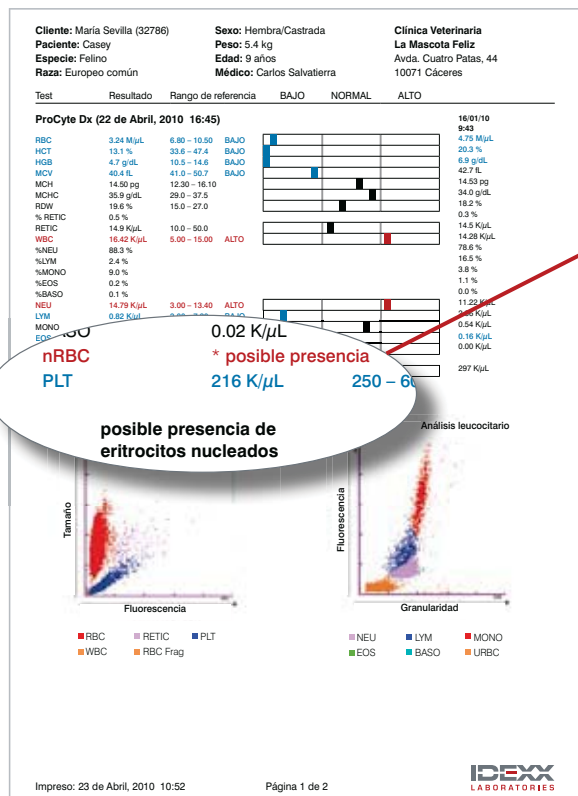 Cliente: María Sevilla (32786) Sexo: Hembra/Castrada Clínica Veterinaria
Paciente: Casey Peso: 5.4 kg La Mascota Feliz
Especie: Felino Edad: 9 años Avda. Cuatro Patas, 44
Raza: Europeo común Médico: Carlos Salvatierra 10071 Cáceres
Test Resultado Rango de referencia BAJO NORMAL ALTO
ProCyte Dx (22 de Abril, 2010 16:45) 16/01/10
9:43
RBC 3.24 M/µL 6.80 – 10.50 BAJO 4.75 M/µL
HCT 13.1 % 33.6 – 47.4 BAJO 20.3 %
HGB 4.7 g/dL 10.5 – 14.6 BAJO 6.9 g/dL
MCV 40.4 fL 41.0 – 50.7 BAJO 42.7 fL
MCH 14.50 pg 12.30 – 16.10 14.53 pg
MCHC 35.9 g/dL 29.0 – 37.5 34.0 g/dL
RDW 19.6 % 15.0 – 27.0 18.2 %
% RETIC 0.5 % 0.3 %
RETIC 14.9 K/µL 10.0 – 50.0 14.5 K/µL
WBC 16.42 K/µL 5.00 – 15.00 ALTO 14.28 K/µL
%NEU 88.3 % 78.6 %
%LYM 2.4 % 16.5 %
%MONO 9.0 % 3.8 %
%EOS 0.2 % 1.1 %
%BASO 0.1 % 0.0 %
NEU 14.79 K/µL 3.00 – 13.40 ALTO 11.22 K/µL
LYM 0.82 K/µL K/µL
MONO 0.54 K/µL
EOS 0.16 K/µL
0.02 K/µL 0.00 K/µL
nRBC * posible presencia
PLT 216 K/µL 250 – 297 K/µL
posible presencia de
eritrocitos nucleados
Análisis leucocitario
Tamaño
Fluorescencia
Fluorescencia
Granularidad
RBC RETIC PLT
WBC RBC Frag
NEU LYM MONO
EOS BASO URBC
Impreso: 23 de Abril, 2010 10:52 Página 1 de 2
IDEXX
LABORATORIES